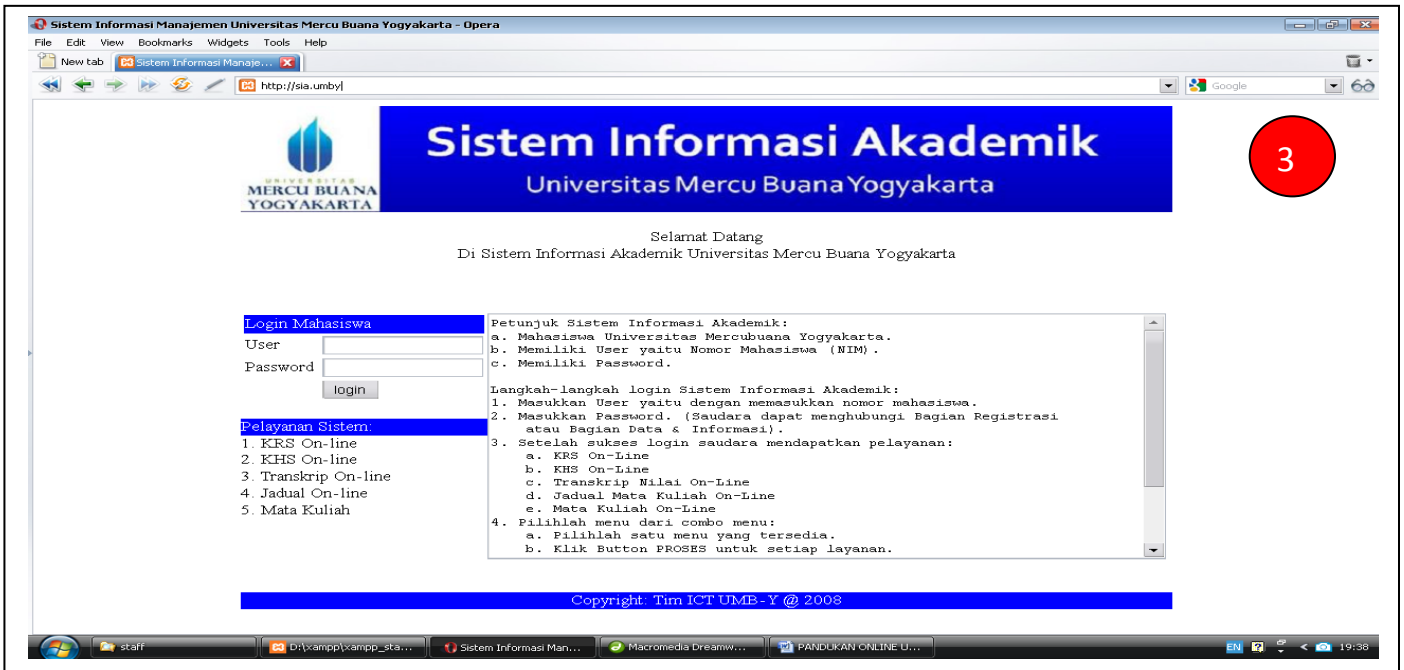 Sistem Informasi Manajemen Universitas Mercu Buana Yogyakarta - Opera
File Edit View Bookmarks Widgets Tools Help
New tab Sistem Informasi Manaje...
http://sia.umby
Google
UNIVERSITAS
MERCU BUANA
YOGYAKARTA
Sistem Informasi Akademik
Universitas Mercu Buana Yogyakarta
3
Selamat Datang
Di Sistem Informasi Akademik Universitas Mercu Buana Yogyakarta
Login Mahasiswa
User
Password
login
Pelayanan Sistem:
1. KRS On-line
2. KHS On-line
3. Transkrip On-line
4. Jadual On-line
5. Mata Kuliah
Petunjuk Sistem Informasi Akademik:
a. Mahasiswa Universitas Mercubuana Yogyakarta.
b. Memiliki User yaitu Nomor Mahasiswa (NIM).
c. Memiliki Password.
Langkah-langkah login Sistem Informasi Akademik:
1. Masukkan User yaitu dengan memasukkan nomor mahasiswa.
2. Masukkan Password. (Saudara dapat menghubungi Bagian Registrasi
atau Bagian Data & Informasi).
3. Setelah sukses login saudara mendapatkan pelayanan:
a. KRS On-Line
b. KHS On-Line
c. Transkrip Nilai On-Line
d. Jadual Mata Kuliah On-Line
e. Mata Kuliah On-Line
4. Pilihlah menu dari combo menu:
a. Pilihlah satu menu yang tersedia.
b. Klik Button PROSES untuk setiap layanan.
Copyright: Tim ICT UMB-Y @ 2008
staff D:\xampp\xampp_sta... Sistem Informasi Man... Macromedia Dreamw... PANDUKAN ONLINE U... EN 19:38